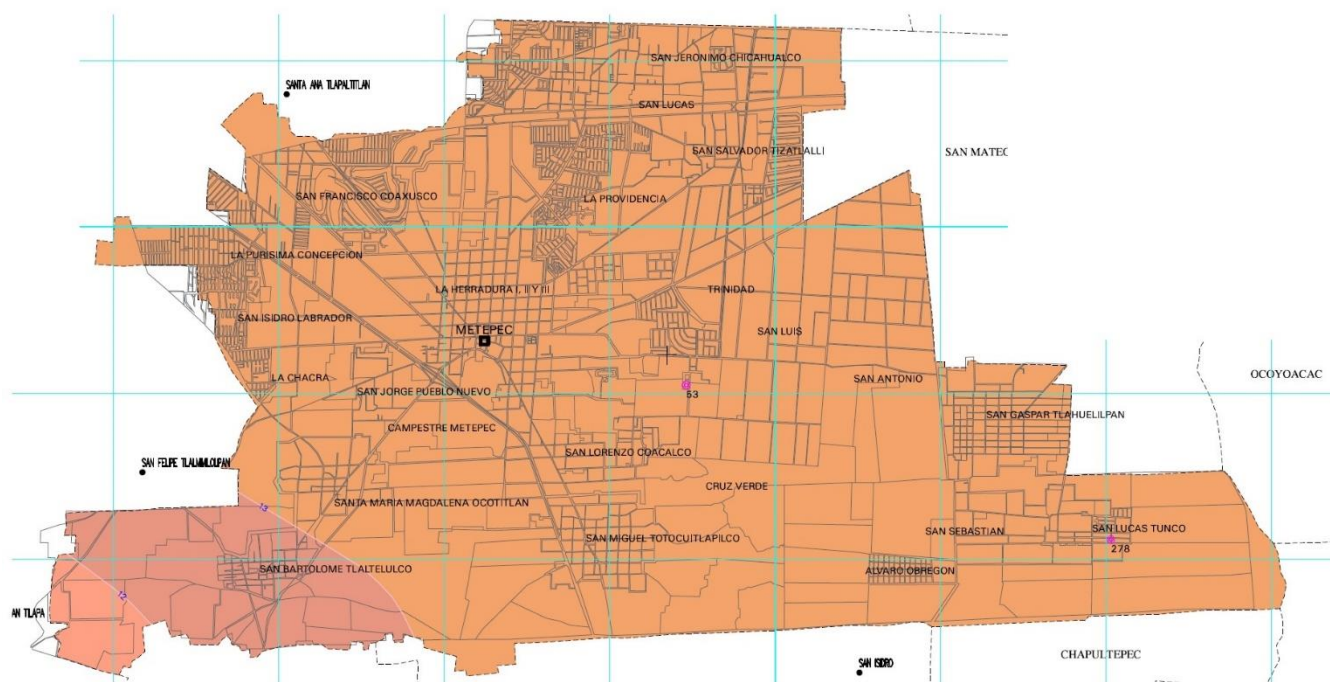 SAN JERONIMO CHICAHUALCO
SANTA ANA TLAPALTITLAN
SAN LUCAS
SAN SALVADOR TIZATLALLI
SAN MATEO
SAN FRANCISCO COAXUSCO
LA PROVIDENCIA
LA PURISIMA CONCEPCION
LA HERRADURA I, II Y III
TRINIDAD
SAN ISIDRO LABRADOR
METEPEC
SAN LUIS
LA CHACRA
SAN JORGE PUEBLO NUEVO
53
SAN ANTONIO
OCOYOACAC
SAN GASPAR TLAHUELILPAN
CAMPESTRE METEPEC
SAN LORENZO COACALCO
SAN FELIPE TLALMIMILOLPAN
CRUZ VERDE
SANTA MARIA MAGDALENA OCOTITLAN
13
SAN MIGUEL TOTOCUITLAPILCO
SAN SEBASTIAN
SAN LUCAS TUNCO
278
SAN BARTOLOME TLALTELULCO
ALVARO OBREGON
12
AN TILAPA
SAN ISIDRO
CHAPULTEPEC